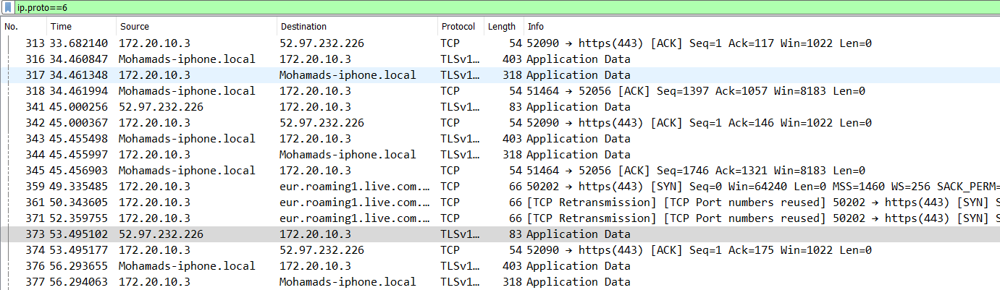 ip.proto==6
No. Time Source Destination Protocol Length Info
313 33.682140 172.20.10.3 52.97.232.226 TCP 54 52090 → https(443) [ACK] Seq=1 Ack=117 Win=1022 Len=0
316 34.460847 Mohamads-iphone.local 172.20.10.3 TLSv1… 403 Application Data
317 34.461348 172.20.10.3 Mohamads-iphone.local TLSv1… 318 Application Data
318 34.461994 Mohamads-iphone.local 172.20.10.3 TCP 54 51464 → 52056 [ACK] Seq=1397 Ack=1057 Win=8183 Len=0
341 45.000256 52.97.232.226 172.20.10.3 TLSv1… 83 Application Data
342 45.000367 172.20.10.3 52.97.232.226 TCP 54 52090 → https(443) [ACK] Seq=1 Ack=146 Win=1022 Len=0
343 45.455498 Mohamads-iphone.local 172.20.10.3 TLSv1… 403 Application Data
344 45.455997 172.20.10.3 Mohamads-iphone.local TLSv1… 318 Application Data
345 45.456903 Mohamads-iphone.local 172.20.10.3 TCP 54 51464 → 52056 [ACK] Seq=1746 Ack=1321 Win=8183 Len=0
359 49.335485 172.20.10.3 eur.roaming1.live.com.… TCP 66 50202 → https(443) [SYN] Seq=0 Win=64240 Len=0 MSS=1460 WS=256 SACK_PERM=
361 50.343605 172.20.10.3 eur.roaming1.live.com.… TCP 66 [TCP Retransmission] [TCP Port numbers reused] 50202 → https(443) [SYN] S
371 52.359755 172.20.10.3 eur.roaming1.live.com.… TCP 66 [TCP Retransmission] [TCP Port numbers reused] 50202 → https(443) [SYN] S
373 53.495102 52.97.232.226 172.20.10.3 TLSv1… 83 Application Data
374 53.495177 172.20.10.3 52.97.232.226 TCP 54 52090 → https(443) [ACK] Seq=1 Ack=175 Win=1022 Len=0
376 56.293655 Mohamads-iphone.local 172.20.10.3 TLSv1… 403 Application Data
377 56.294063 172.20.10.3 Mohamads-iphone.local TLSv1… 318 Application Data